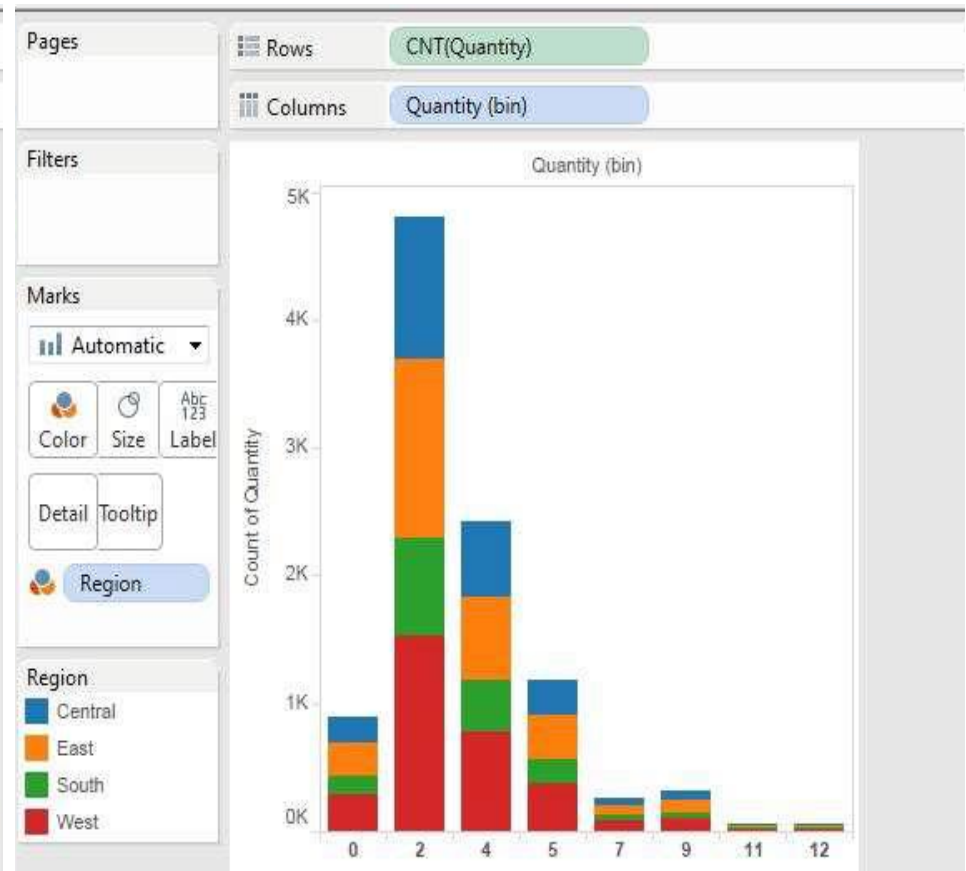 Pages
Rows
CNT(Quantity)
Columns
Quantity (bin)
Filters
Marks
Automatic
Color
Size
Abc
123
Label
Detail
Tooltip
Region
Region
Central
East
South
West
Quantity (bin)
5K
4K
3K
2K
1K
0K
Count of Quantity
0 2 4 5 7 9 11 12